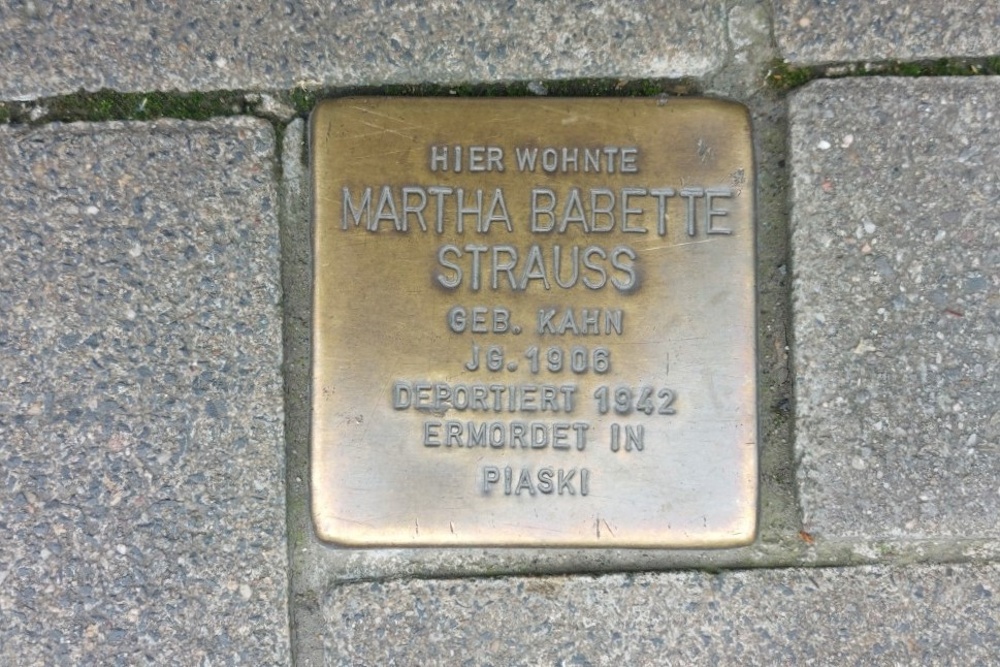 HIER WOHNTE
MARTHA BABETTE
STRAUSS
GEB. KAHN
JG. 1906
DEPORTIERT 1942
ERMORDET IN
PIASKI